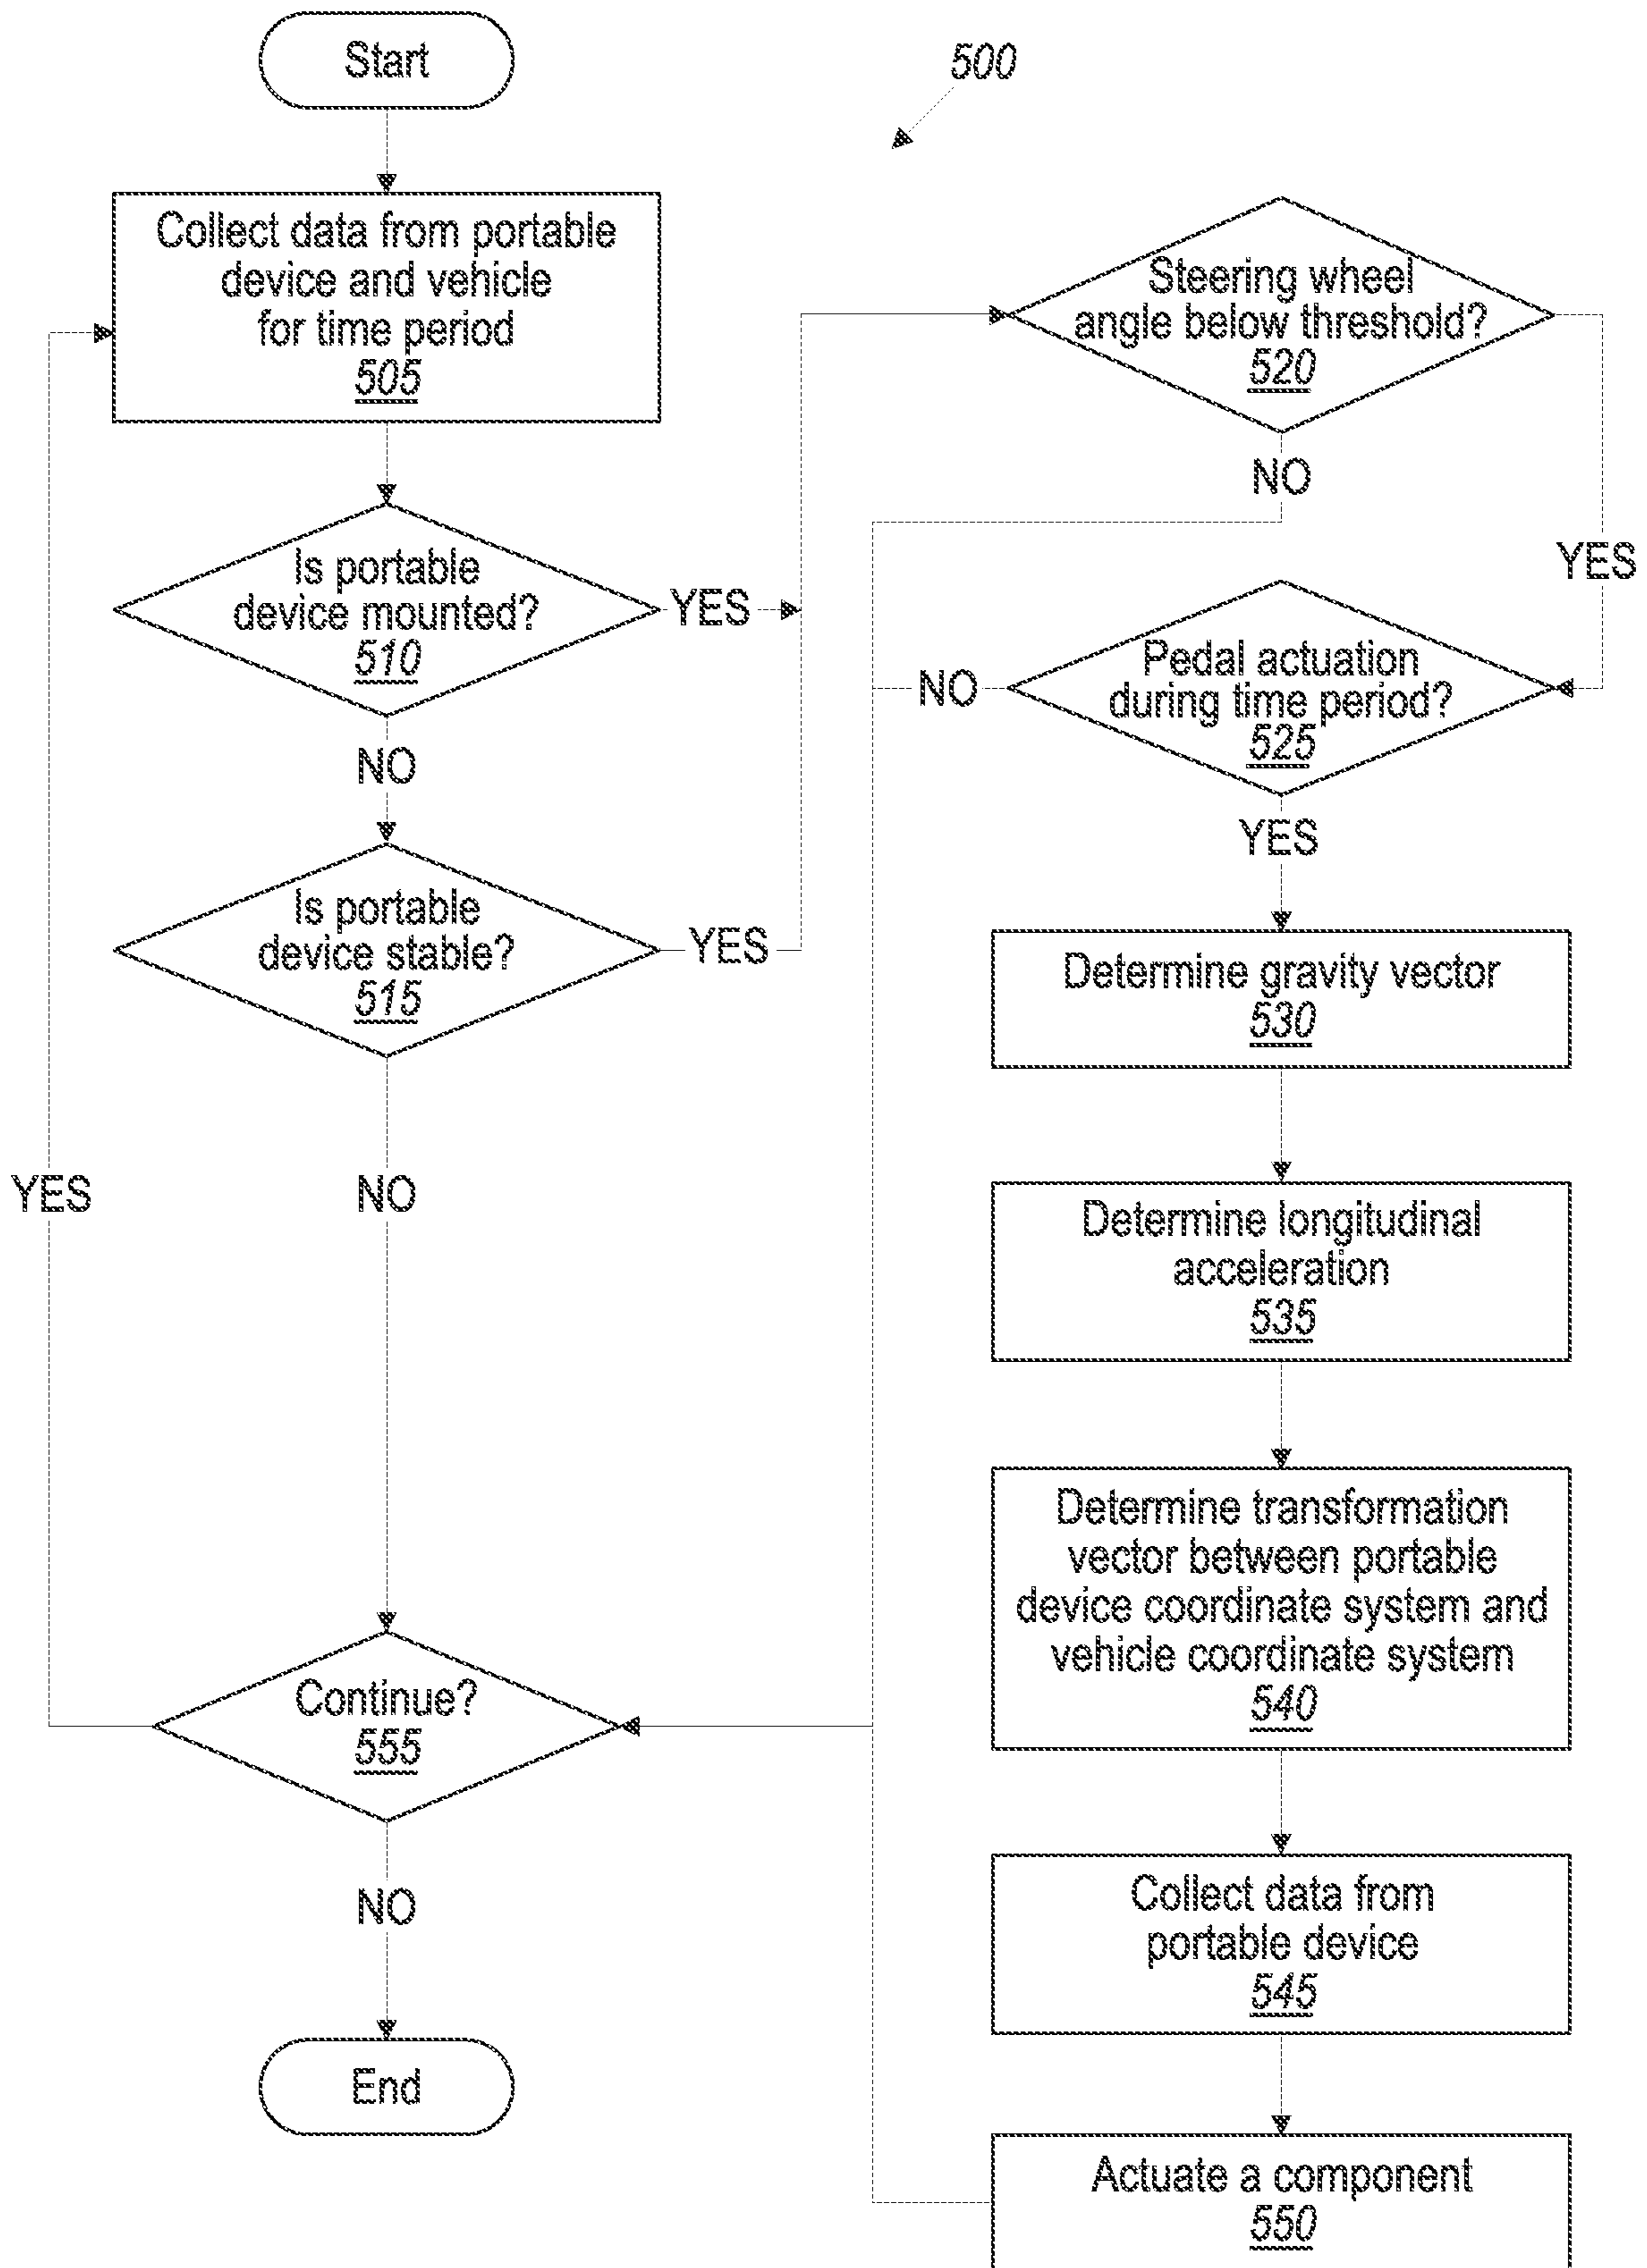 Start
500
Collect data from portable
device and vehicle
for time period
505
Is portable
device mounted?
510
YES
NO
Is portable
device stable?
515
YES
NO
YES
Continue?
555
NO
End
Steering wheel
angle below threshold?
520
NO
YES
Pedal actuation
during time period?
525
NO
YES
Determine gravity vector
530
Determine longitudinal
acceleration
535
Determine transformation
vector between portable
device coordinate system and
vehicle coordinate system
540
Collect data from
portable device
545
Actuate a component
550